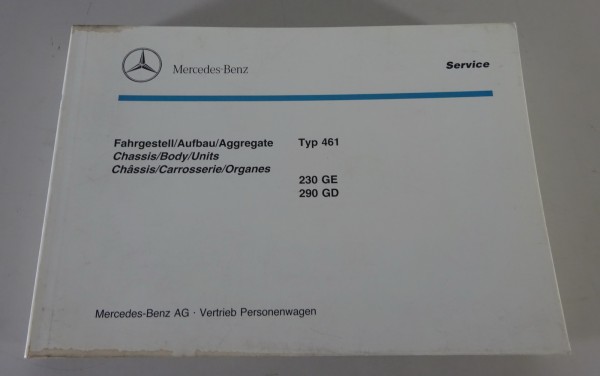 Mercedes-Benz
Service
Fahrgestell/Aufbau/Aggregate Typ 461
Chassis/Body/Units
Châssis/Carrosserie/Organes
230 GE
290 GD
Mercedes-Benz AG · Vertrieb Personenwagen